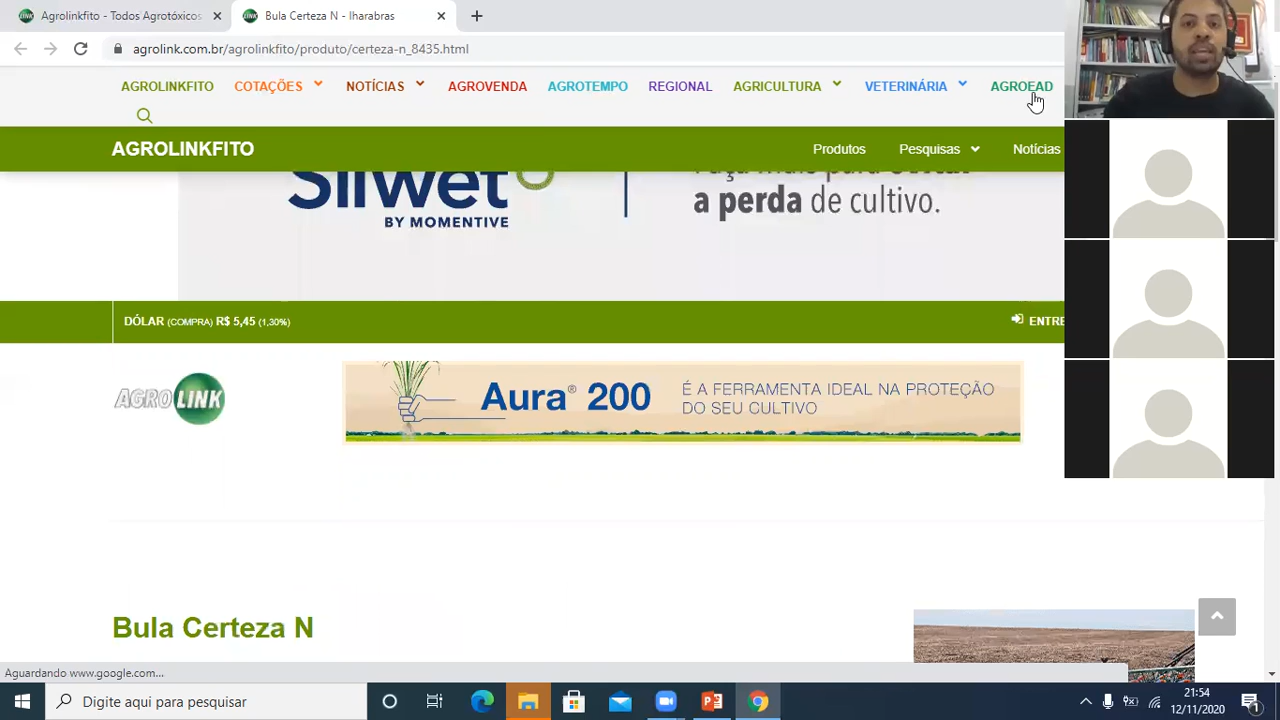 Agrolinkfito - Todos Agrotóxicos
Bula Certeza N - Iharabras
agrolink.com.br/agrolinkfito/produto/certeza-n_8435.html
AGROLINKFITO COTAÇÕES NOTÍCIAS AGROVENDA AGROTEMPO REGIONAL AGRICULTURA VETERINÁRIA AGROEAD
AGROLINKFITO Produtos Pesquisas Notícias
Silwet
BY MOMENTIVE
a perda de cultivo.
DÓLAR (COMPRA) R$ 5,45 (1,30%) ENTRE
AGROLINK
Aura® 200
É A FERRAMENTA IDEAL NA PROTEÇÃO
DO SEU CULTIVO
Bula Certeza N
Aguardando www.google.com...
Digite aqui para pesquisar
21:54
12/11/2020
1